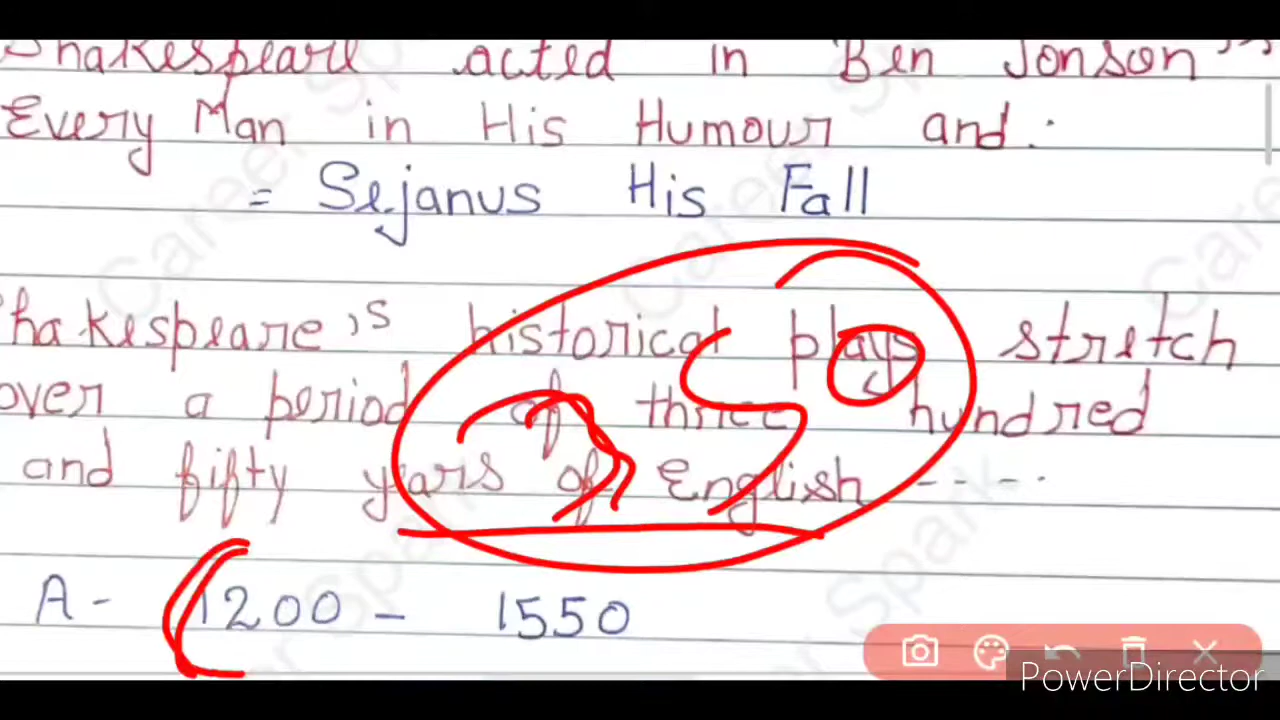 Shakespeare acted in Ben Jonson's
Every Man in His Humour and:
= Sejanus His Fall
hakespeare's historical plays stretch
over a period of three hundred
and fifty years of English ----
A- 1200 - 1550
PowerDirector